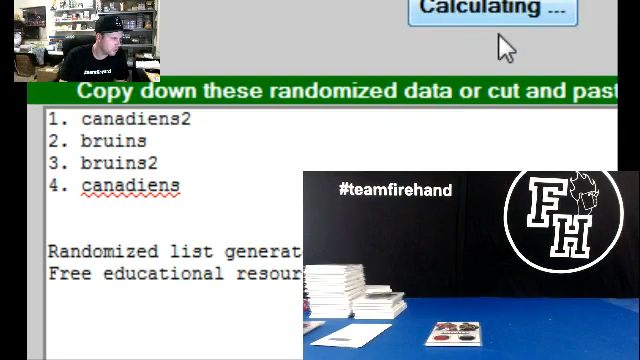 Calculating ...
#teamfirehand
Copy down these randomized data or cut and past
1. canadiens2
2. bruins
3. bruins2
4. canadiens
#teamfirehand
FH
Randomized list generat
Free educational resour